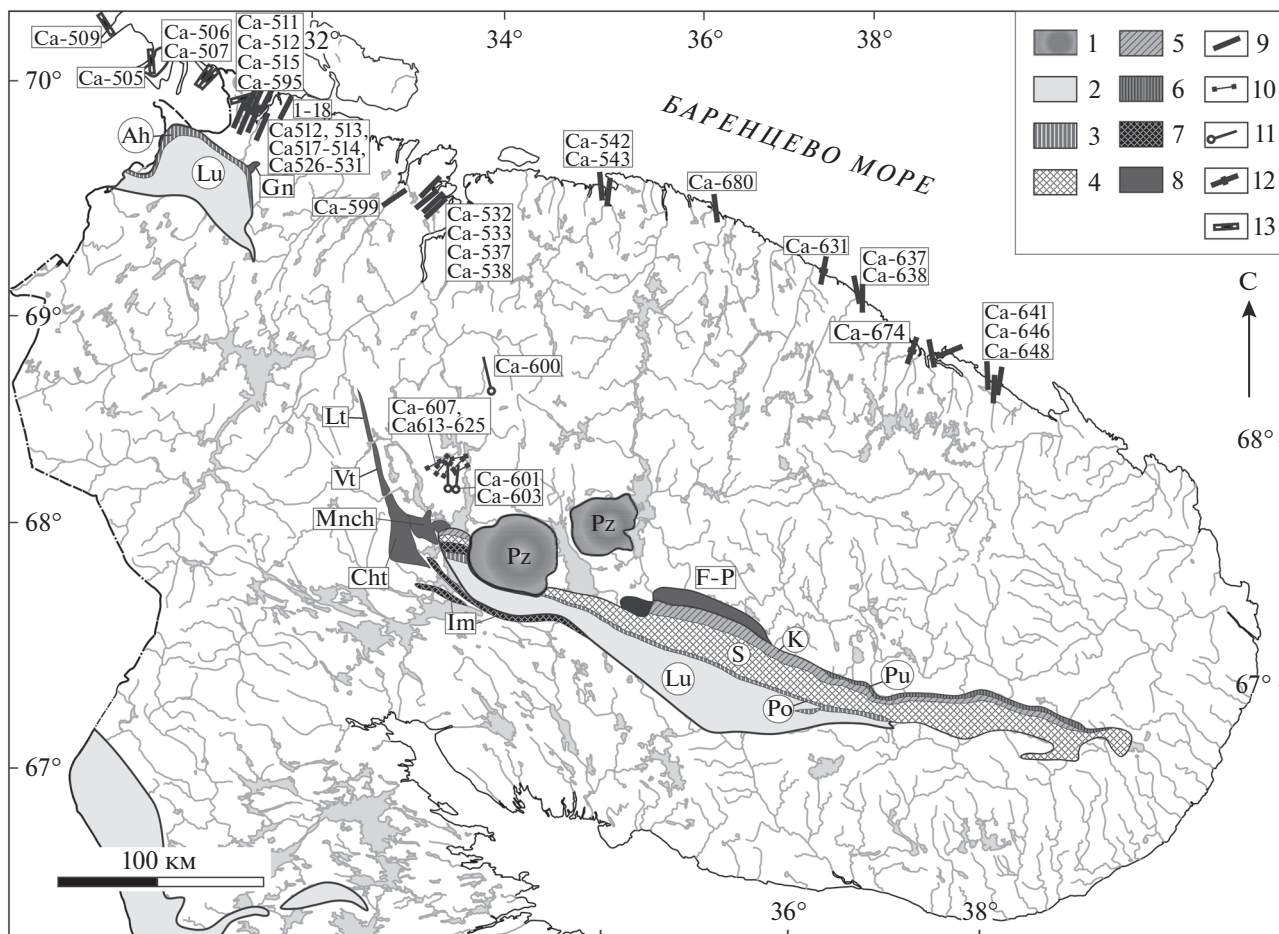 Ca-509
Ca-506
Ca-507
Ca-511
Ca-512
Ca-515
Ca-595
32°
34°
36°
38°
Ca-505
70°
1-18
Ca512, 513,
Ca517-514,
Ca526-531
Ah
Lu
Gn
Ca-599
Ca-532
Ca-533
Ca-537
Ca-538
Ca-542
Ca-543
Ca-680
БАРЕНЦЕВО МОРЕ
Ca-631
Ca-637
Ca-638
Ca-674
Ca-641
Ca-646
Ca-648
1
2
3
4
5
6
7
8
9
10
11
12
13
С
69°
68°
Ca-600
Lt
Ca-607,
Ca613-625
Vt
Ca-601
Ca-603
68°
Mnch
Pz
Pz
Cht
F-P
Im
K
S
Lu
Pu
Po
67°
67°
100 км
36°
38°